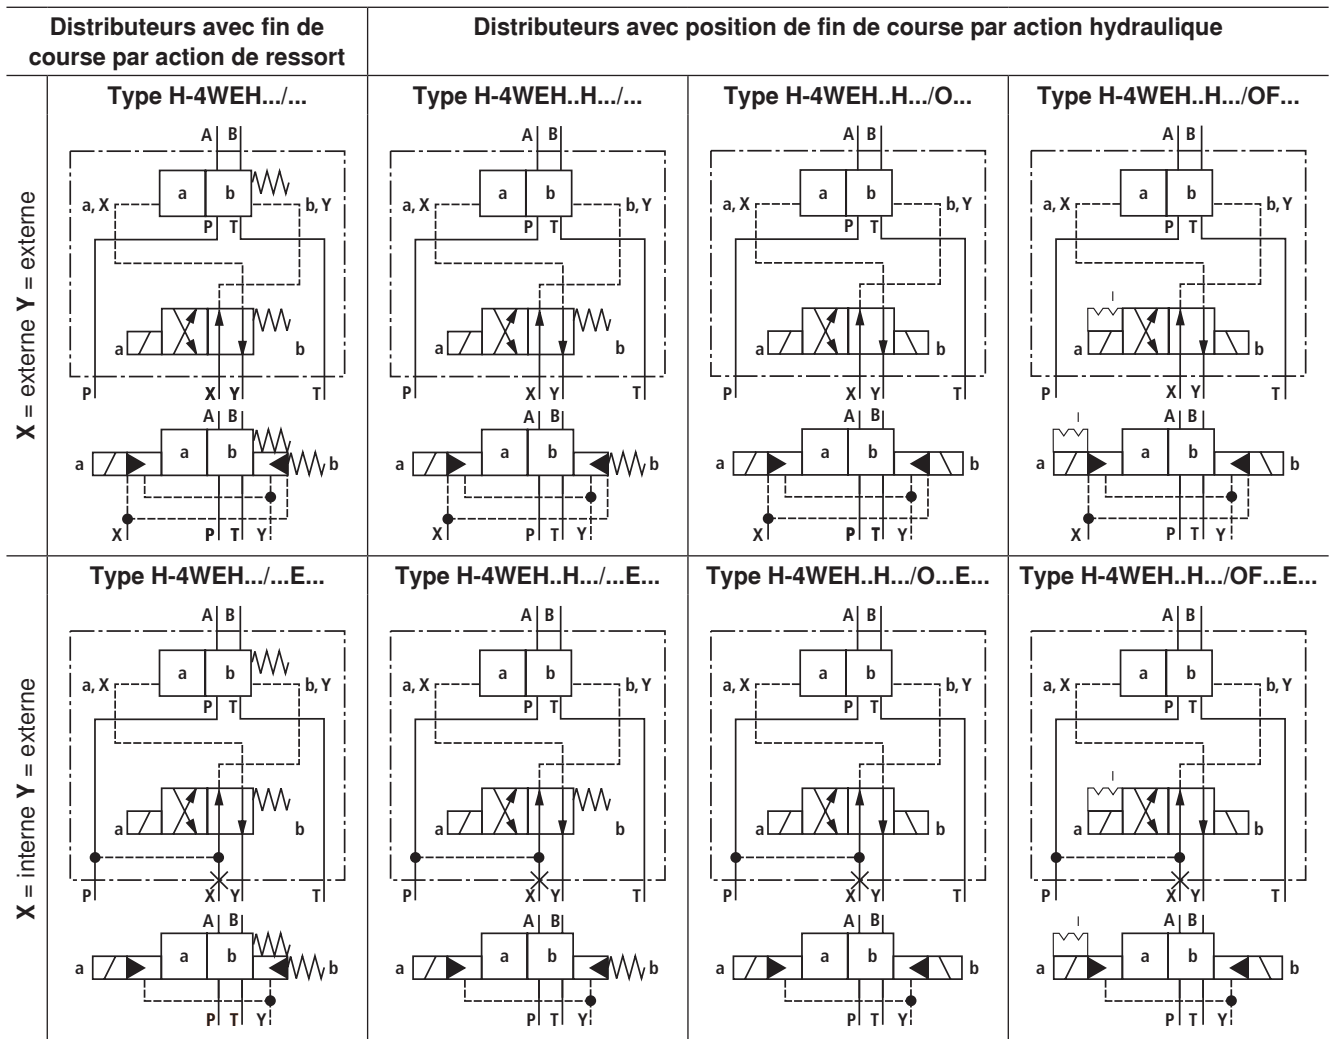 Distributeurs avec fin de
course par action de ressort
Distributeurs avec position de fin de course par action hydraulique
X = externe Y = externe
Type H-4WEH.../...
A B
a b
a, X b, Y
P T
a b
P X Y T
A B
a a b b
X P T Y
Type H-4WEH..H.../...
A B
a b
a, X b, Y
P T
a b
P X Y T
A B
a a b b
X P T Y
Type H-4WEH..H.../O...
A B
a b
a, X b, Y
P T
a b
P X Y T
A B
a a b b
X P T Y
Type H-4WEH..H.../OF...
A B
a b
a, X b, Y
P T
a b
P X Y T
A B
a a b b
X P T Y
X = interne Y = externe
Type H-4WEH.../...E...
A B
a b
a, X b, Y
P T
a b
P X Y T
A B
a a b b
P T Y
Type H-4WEH..H.../...E...
A B
a b
a, X b, Y
P T
a b
P X Y T
A B
a a b b
P T Y
Type H-4WEH..H.../O...E...
A B
a b
a, X b, Y
P T
a b
P X Y T
A B
a a b b
P T Y
Type H-4WEH..H.../OF...E...
A B
a b
a, X b, Y
P T
a b
P X Y T
A B
a a b b
P T Y